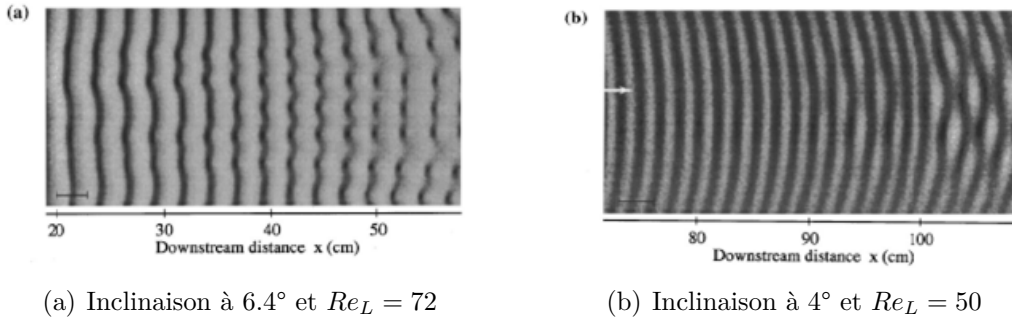 (a)
(b)
20 30 40 50
Downstream distance x (cm)
80 90 100
Downstream distance x (cm)
(a) Inclinaison à 6.4° et Re_L = 72
(b) Inclinaison à 4° et Re_L = 50